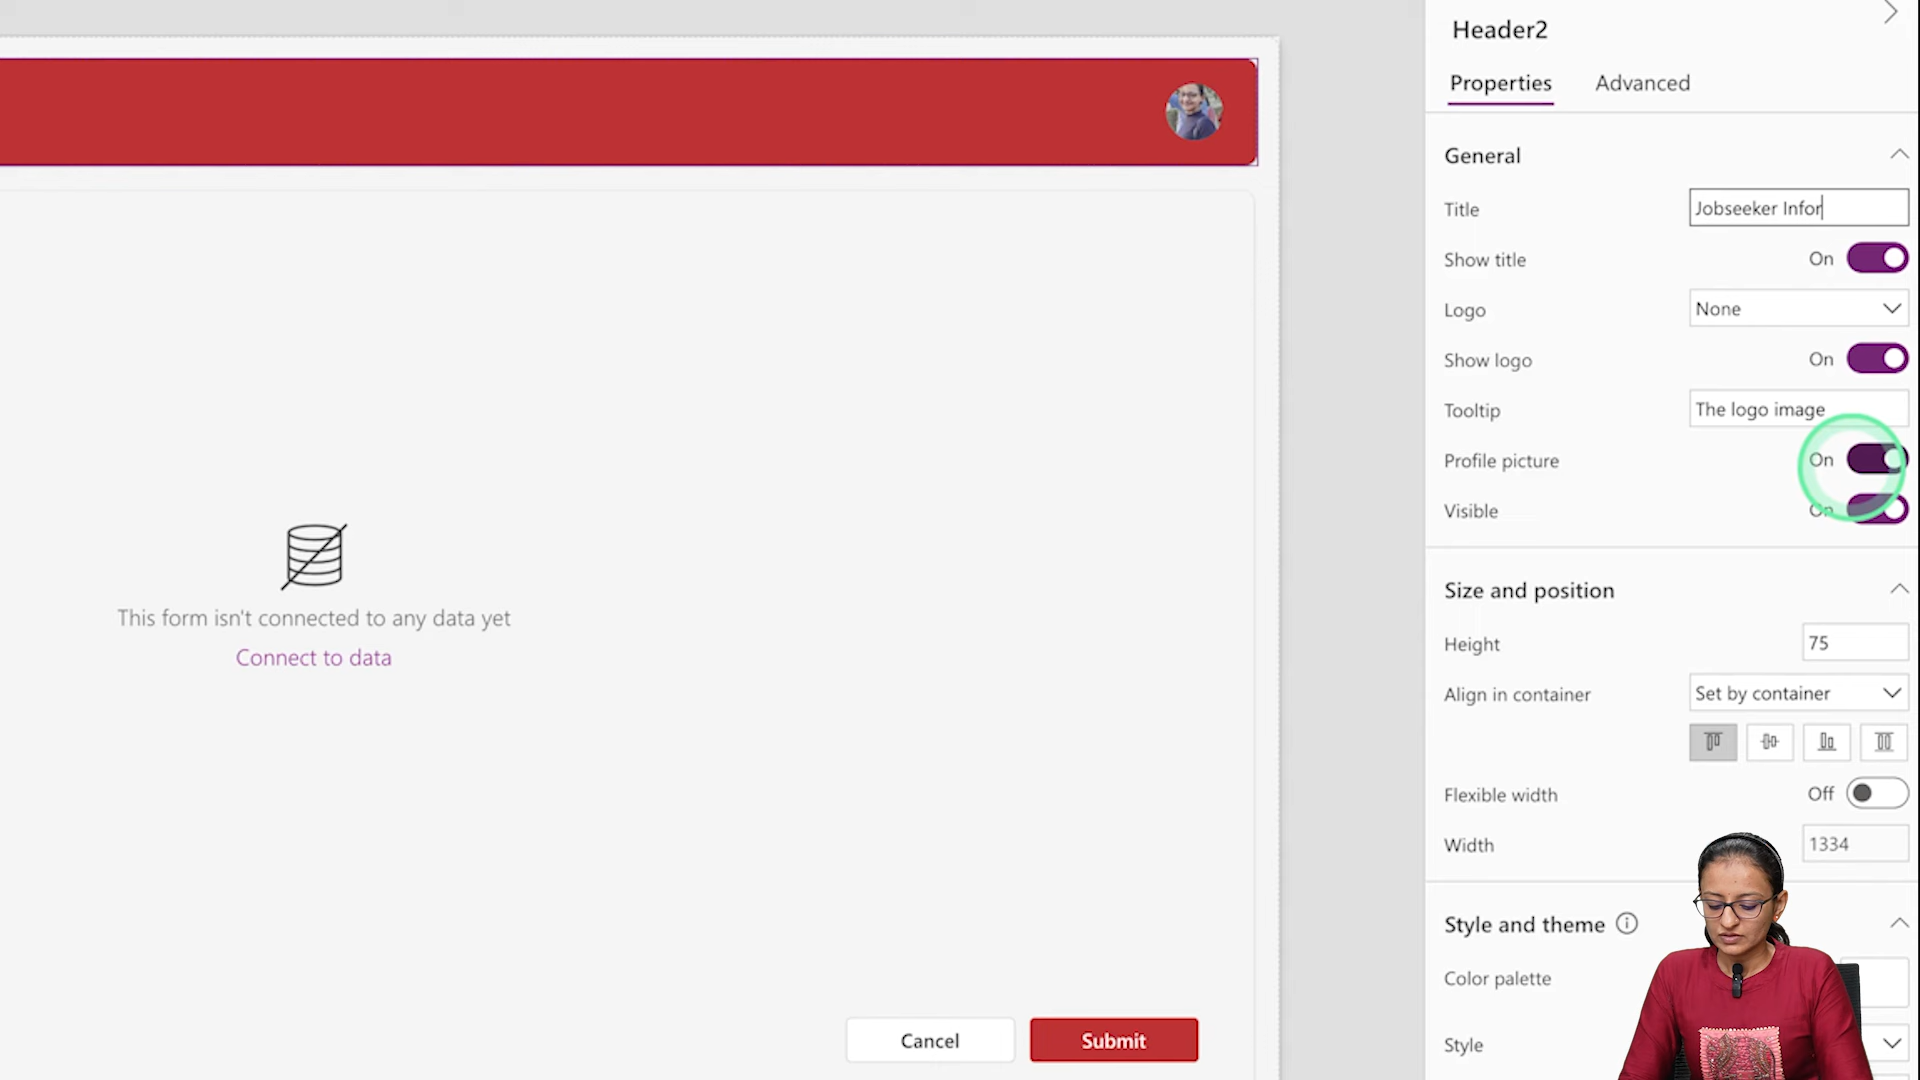 Header2
Properties Advanced
General
Title Jobseeker Infor
Show title On
Logo None
Show logo On
Tooltip The logo image
Profile picture On
Visible On
Size and position
Height 75
Align in container Set by container
Flexible width Off
Width 1334
Style and theme
Color palette
Style
This form isn't connected to any data yet
Connect to data
Cancel Submit